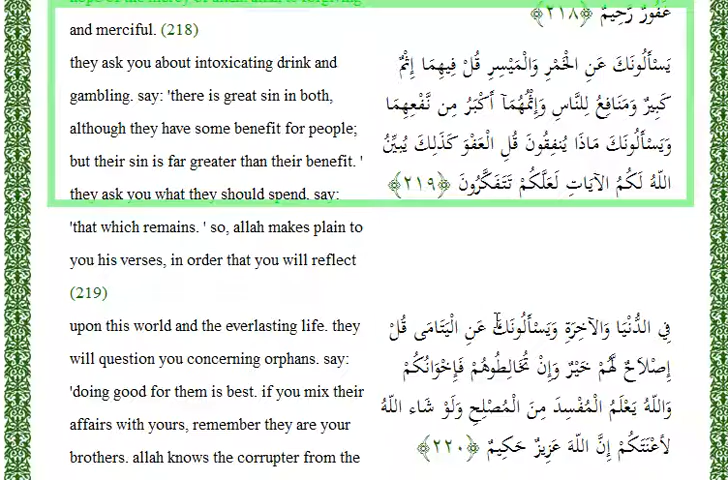 and merciful. (218)
they ask you about intoxicating drink and
gambling. say: 'there is great sin in both,
although they have some benefit for people;
but their sin is far greater than their benefit. '
they ask you what they should spend. say:
'that which remains. ' so, allah makes plain to
you his verses, in order that you will reflect
(219)
upon this world and the everlasting life. they
will question you concerning orphans. say:
'doing good for them is best. if you mix their
affairs with yours, remember they are your
brothers. allah knows the corrupter from the
غَفُورٌ رَّحِيمٌ ﴿٢١٨﴾
يَسْأَلُونَكَ عَنِ الْخَمْرِ وَالْمَيْسِرِ قُلْ فِيهِمَا إِثْمٌ
كَبِيرٌ وَمَنَافِعُ لِلنَّاسِ وَإِثْمُهُمَآ أَكْبَرُ مِن نَّفْعِهِمَا
وَيَسْأَلُونَكَ مَاذَا يُنفِقُونَ قُلِ الْعَفْوَ كَذَلِكَ يُبيِّنُ
اللّهُ لَكُمُ الآيَاتِ لَعَلَّكُمْ تَتَفَكَّرُونَ ﴿٢١٩﴾
فِي الدُّنْيَا وَالآخِرَةِ وَيَسْأَلُونَكَ عَنِ الْيَتَامَى قُلْ
إِصْلاَحٌ لَّهُمْ خَيْرٌ وَإِنْ تُخَالِطُوهُمْ فَإِخْوَانُكُمْ
وَاللّهُ يَعْلَمُ الْمُفْسِدَ مِنَ الْمُصْلِحِ وَلَوْ شَاء اللّهُ
لأعْنَتَكُمْ إِنَّ اللّهَ عَزِيزٌ حَكِيمٌ ﴿٢٢٠﴾